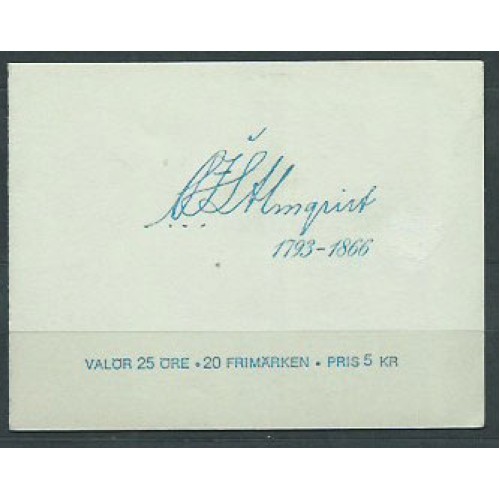 C. J. L. Almqvist
1793-1866
VALÖR 25 ÖRE • 20 FRIMÄRKEN • PRIS 5 KR